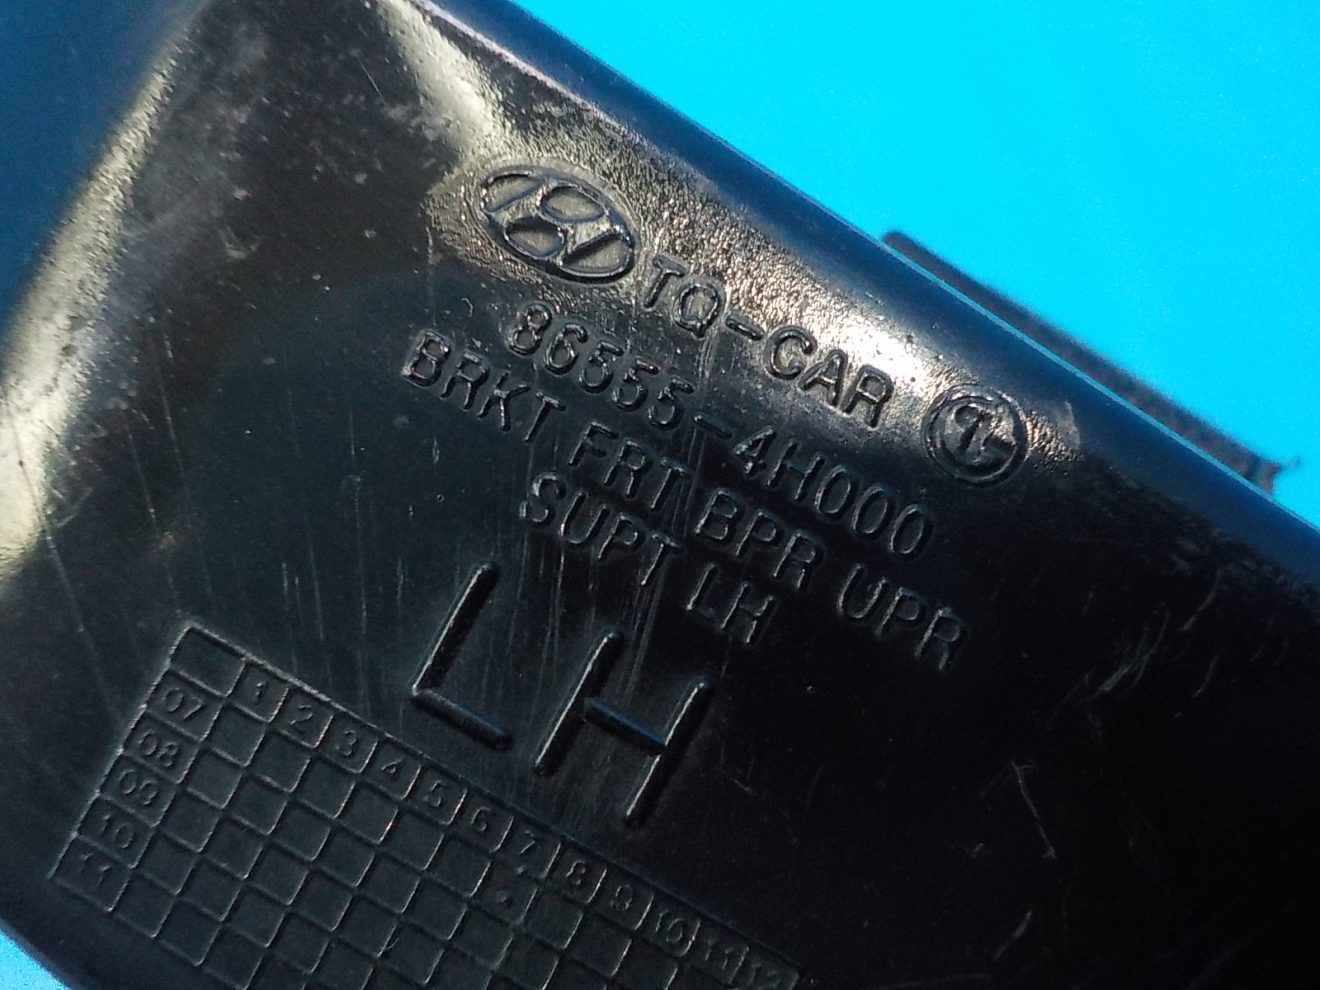 TQ-CAR
86555-4H000
BRKT FRT BPR UPR
SUPT LH
LH
1 2 3 4 5 6 7 8 9 10 11 12
07
08
09
10
11